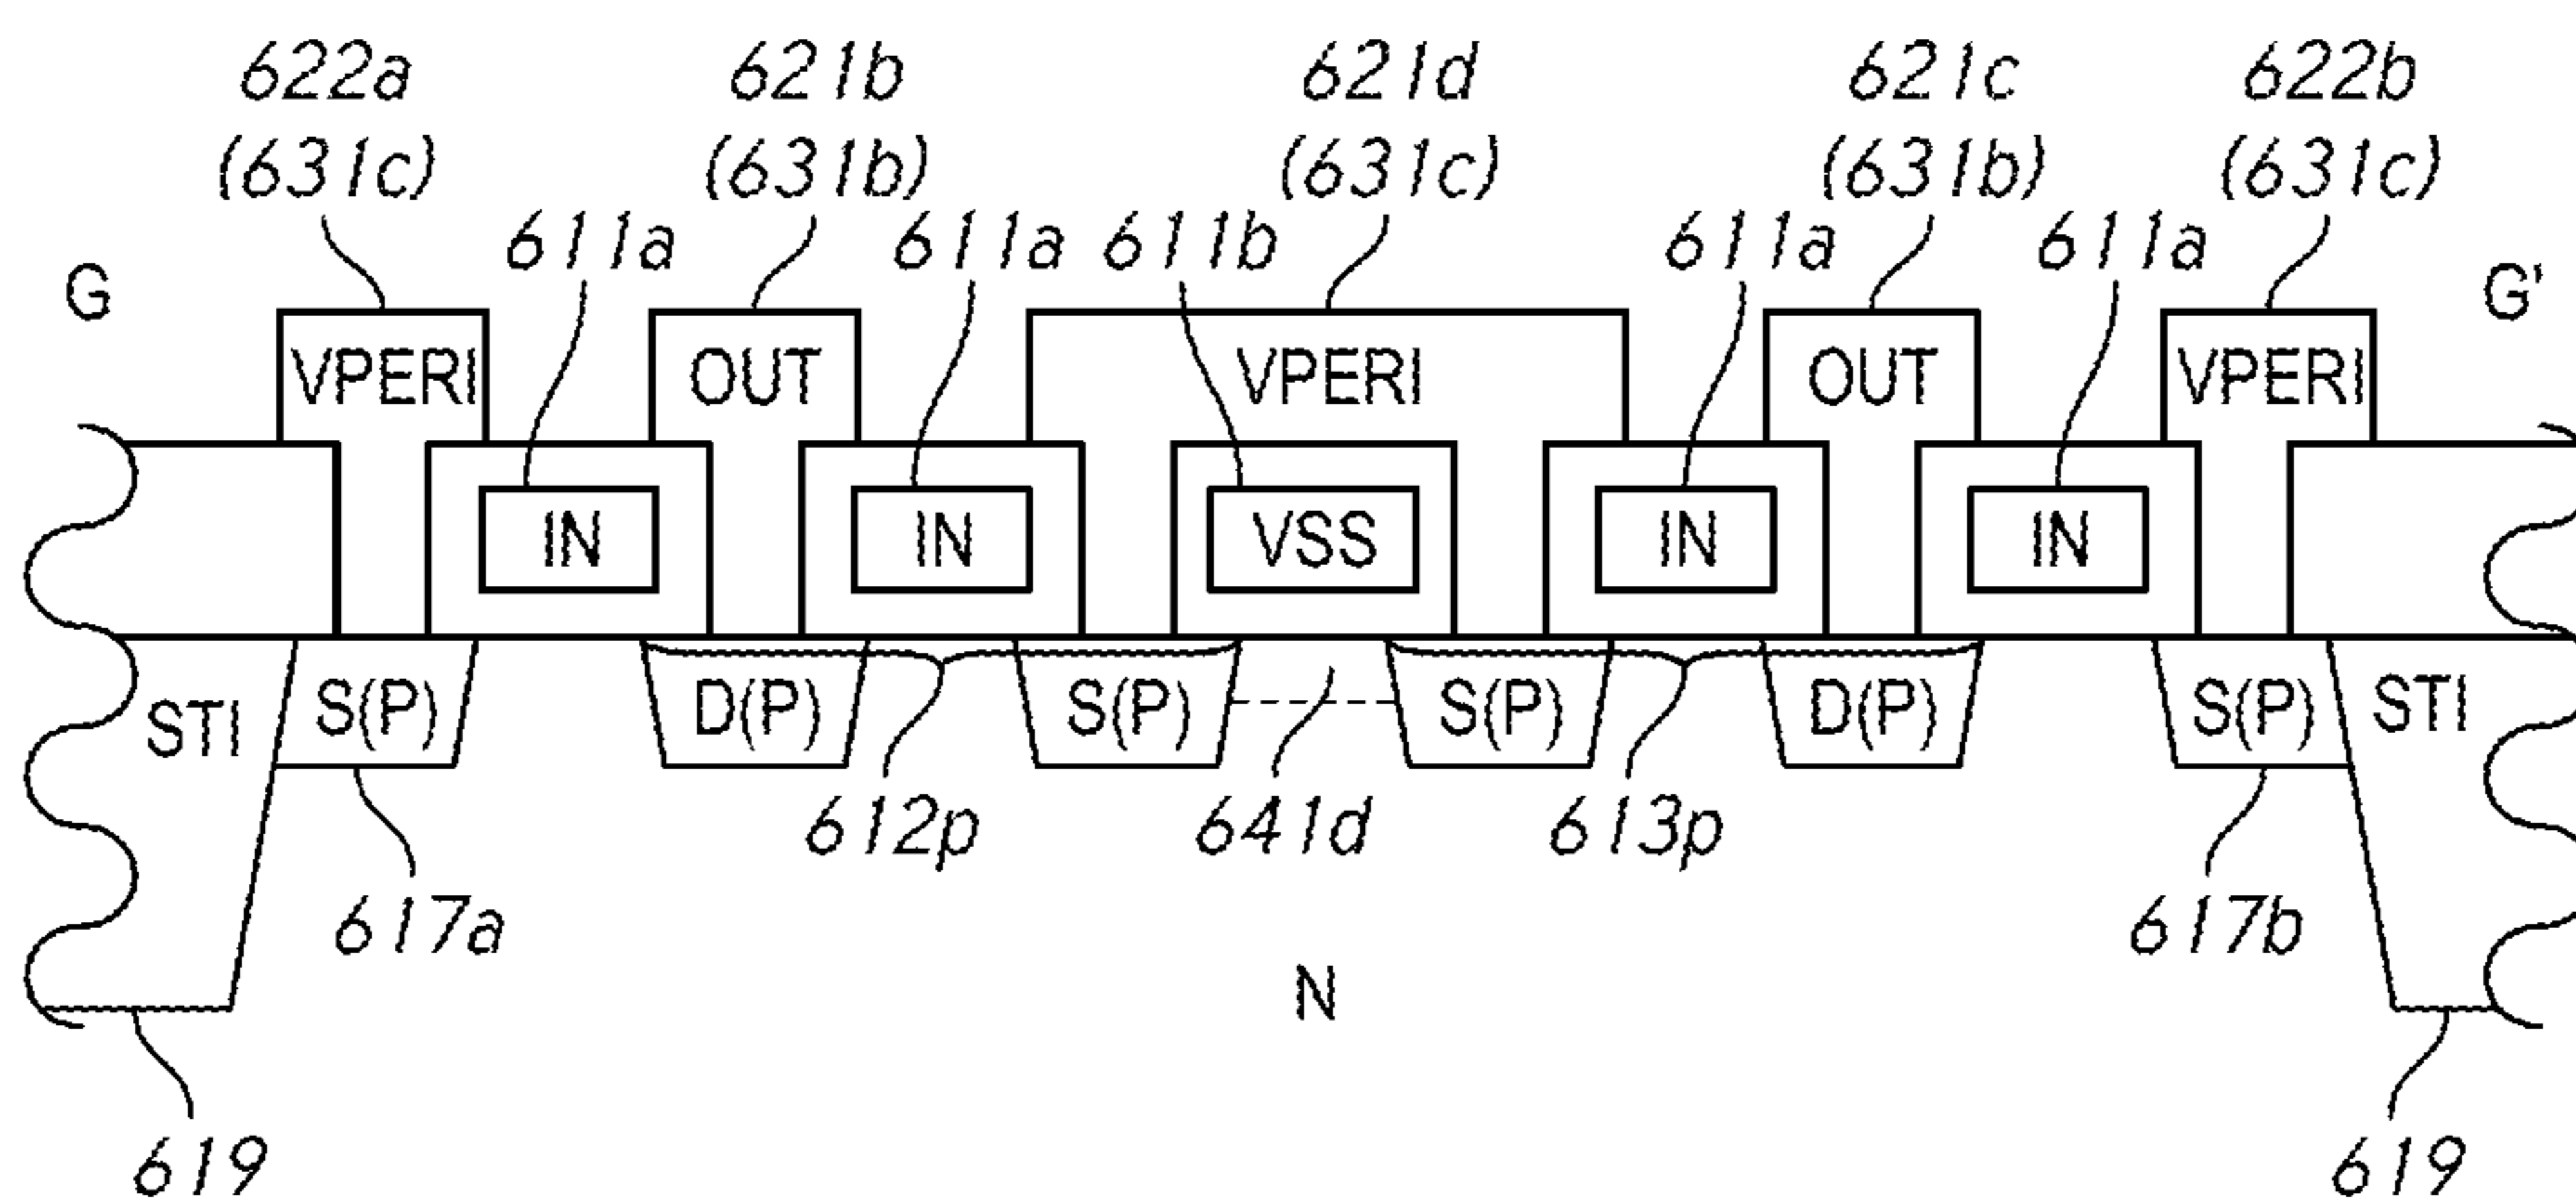 622a 621b 621d 621c 622b
(631c) (631b) (631c) (631b) (631c)
611a 611a 611b 611a 611a
G G'
VPERI OUT VPERI OUT VPERI
IN IN VSS IN IN
STI S(P) D(P) S(P) S(P) D(P) S(P) STI
612p 641d 613p
617a 617b
N
619 619